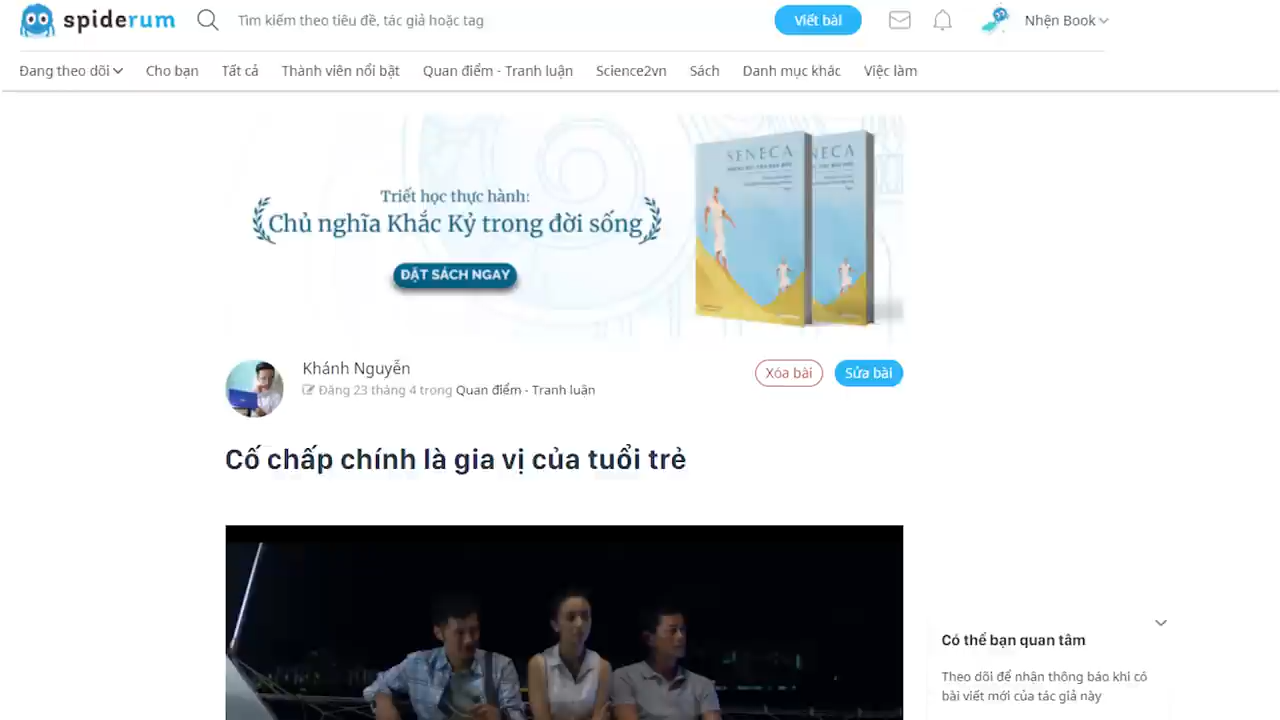 spiderum
Tìm kiếm theo tiêu đề, tác giả hoặc tag
Viết bài
Nhện Book
Đang theo dõi
Cho bạn
Tất cả
Thành viên nổi bật
Quan điểm - Tranh luận
Science2vn
Sách
Danh mục khác
Việc làm
Triết học thực hành:
Chủ nghĩa Khắc Kỷ trong đời sống
ĐẶT SÁCH NGAY
SENECA
NECA
Khánh Nguyễn
Đăng 23 tháng 4 trong Quan điểm - Tranh luận
Xóa bài
Sửa bài
Cố chấp chính là gia vị của tuổi trẻ
Có thể bạn quan tâm
Theo dõi để nhận thông báo khi có
bài viết mới của tác giả này